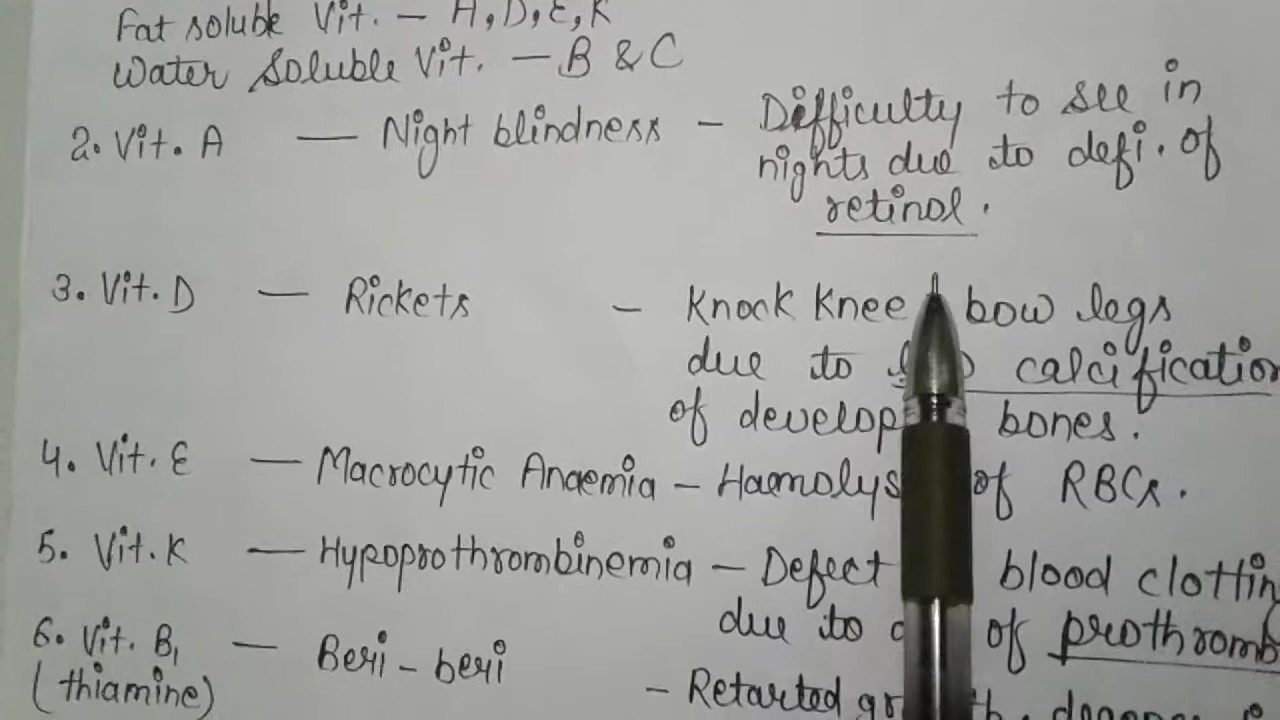 Fat soluble Vit. — A, D, E, K
Water Soluble Vit. — B & C
2. Vit. A — Night blindness — Difficulty to see in
nights due to defi. of
retinol.
3. Vit. D — Rickets — Knock Knee bow legs
due to calcification
of develop bones.
4. Vit. E — Macrocytic Anaemia — Haemolys of RBCs.
5. Vit. K — Hypoprothrombinemia — Defect blood clottin
due to of prothromb
6. Vit. B₁ — Beri-beri
(thiamine) — Retarted